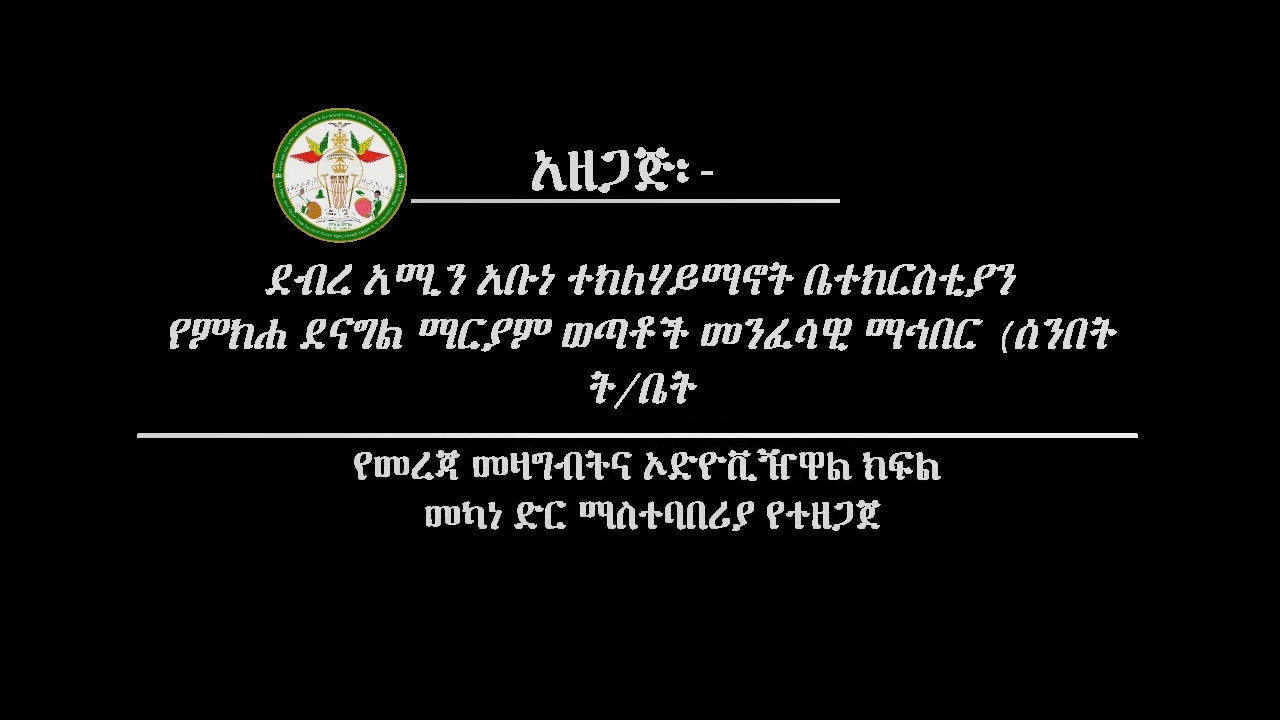 አዘጋጅ፡ -
ደብረ አሚን አቡነ ተክለሃይማኖት ቤተክርስቲያን
የምክሐ ደናግል ማርያም ወጣቶች መንፈሳዊ ማኅበር (ሰንበት
ት/ቤት
የመረጃ መዛግብትና ኦድዮቪዥዋል ክፍል
መካነ ድር ማስተባበሪያ የተዘጋጀ